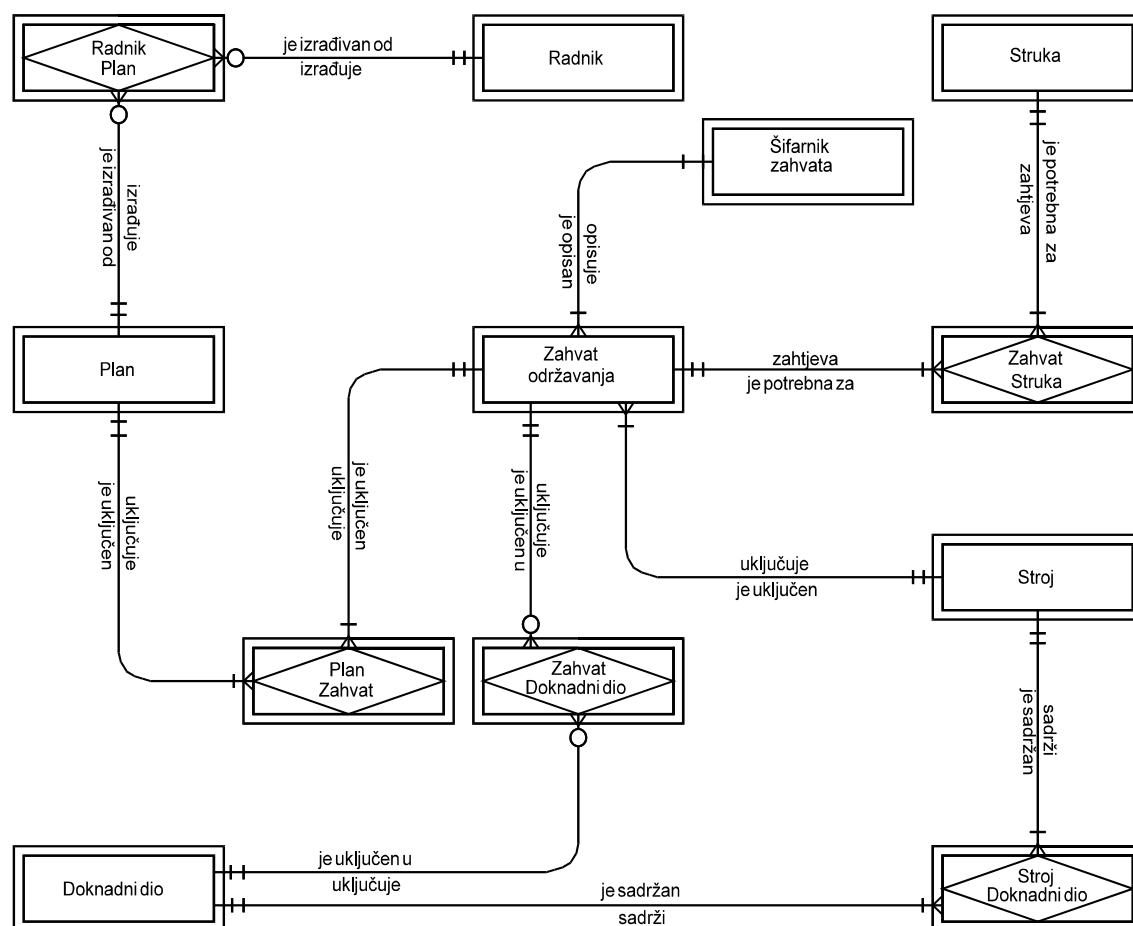 Radnik
Plan
je izrađivan od
izrađuje
Radnik
Struka
Šifarnik
zahvata
izrađuje
je izrađivan od
opisuje
je opisan
je potrebna za
zahtjeva
Plan
Zahvat
održavanja
zahtjeva
je potrebna za
Zahvat
Struka
uključuje
je uključen
je uključen
uključuje
uključuje
je uključen u
uključuje
je uključen
Stroj
Plan
Zahvat
Zahvat
Doknadni dio
sadrži
je sadržan
Doknadni dio
je uključen u
uključuje
je sadržan
sadrži
Stroj
Doknadni dio